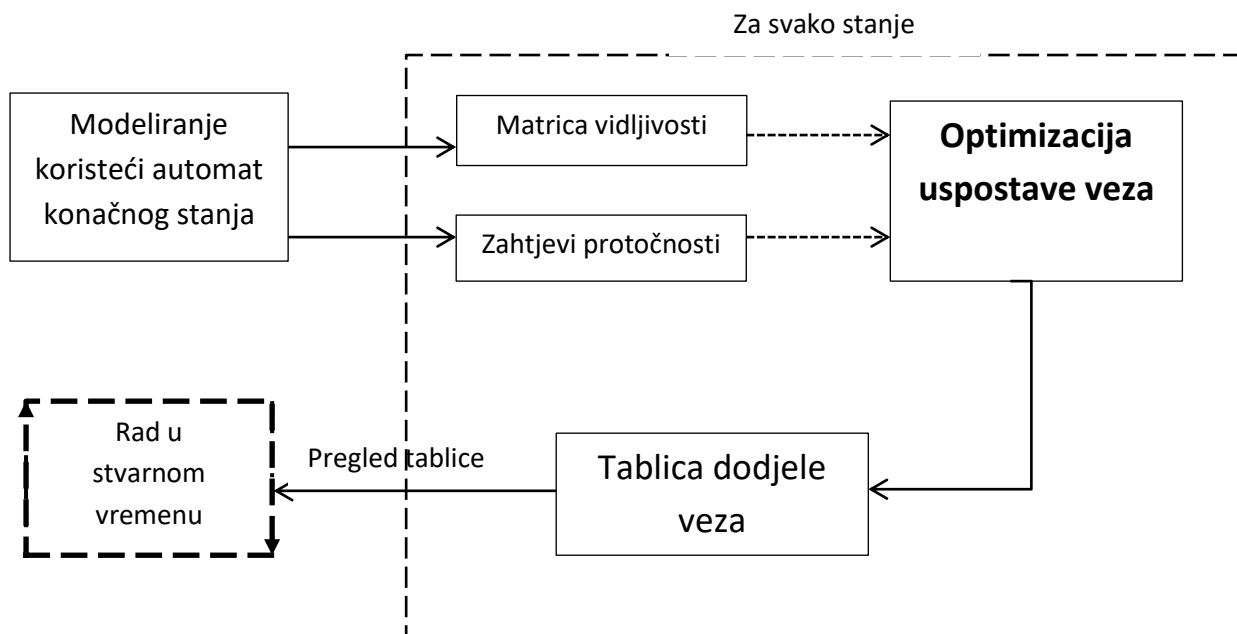 Za svako stanje
Modeliranje
koristeći automat
konačnog stanja
Matrica vidljivosti
Zahtjevi protočnosti
Optimizacija
uspostave veza
Rad u
stvarnom
vremenu
Pregled tablice
Tablica dodjele
veza